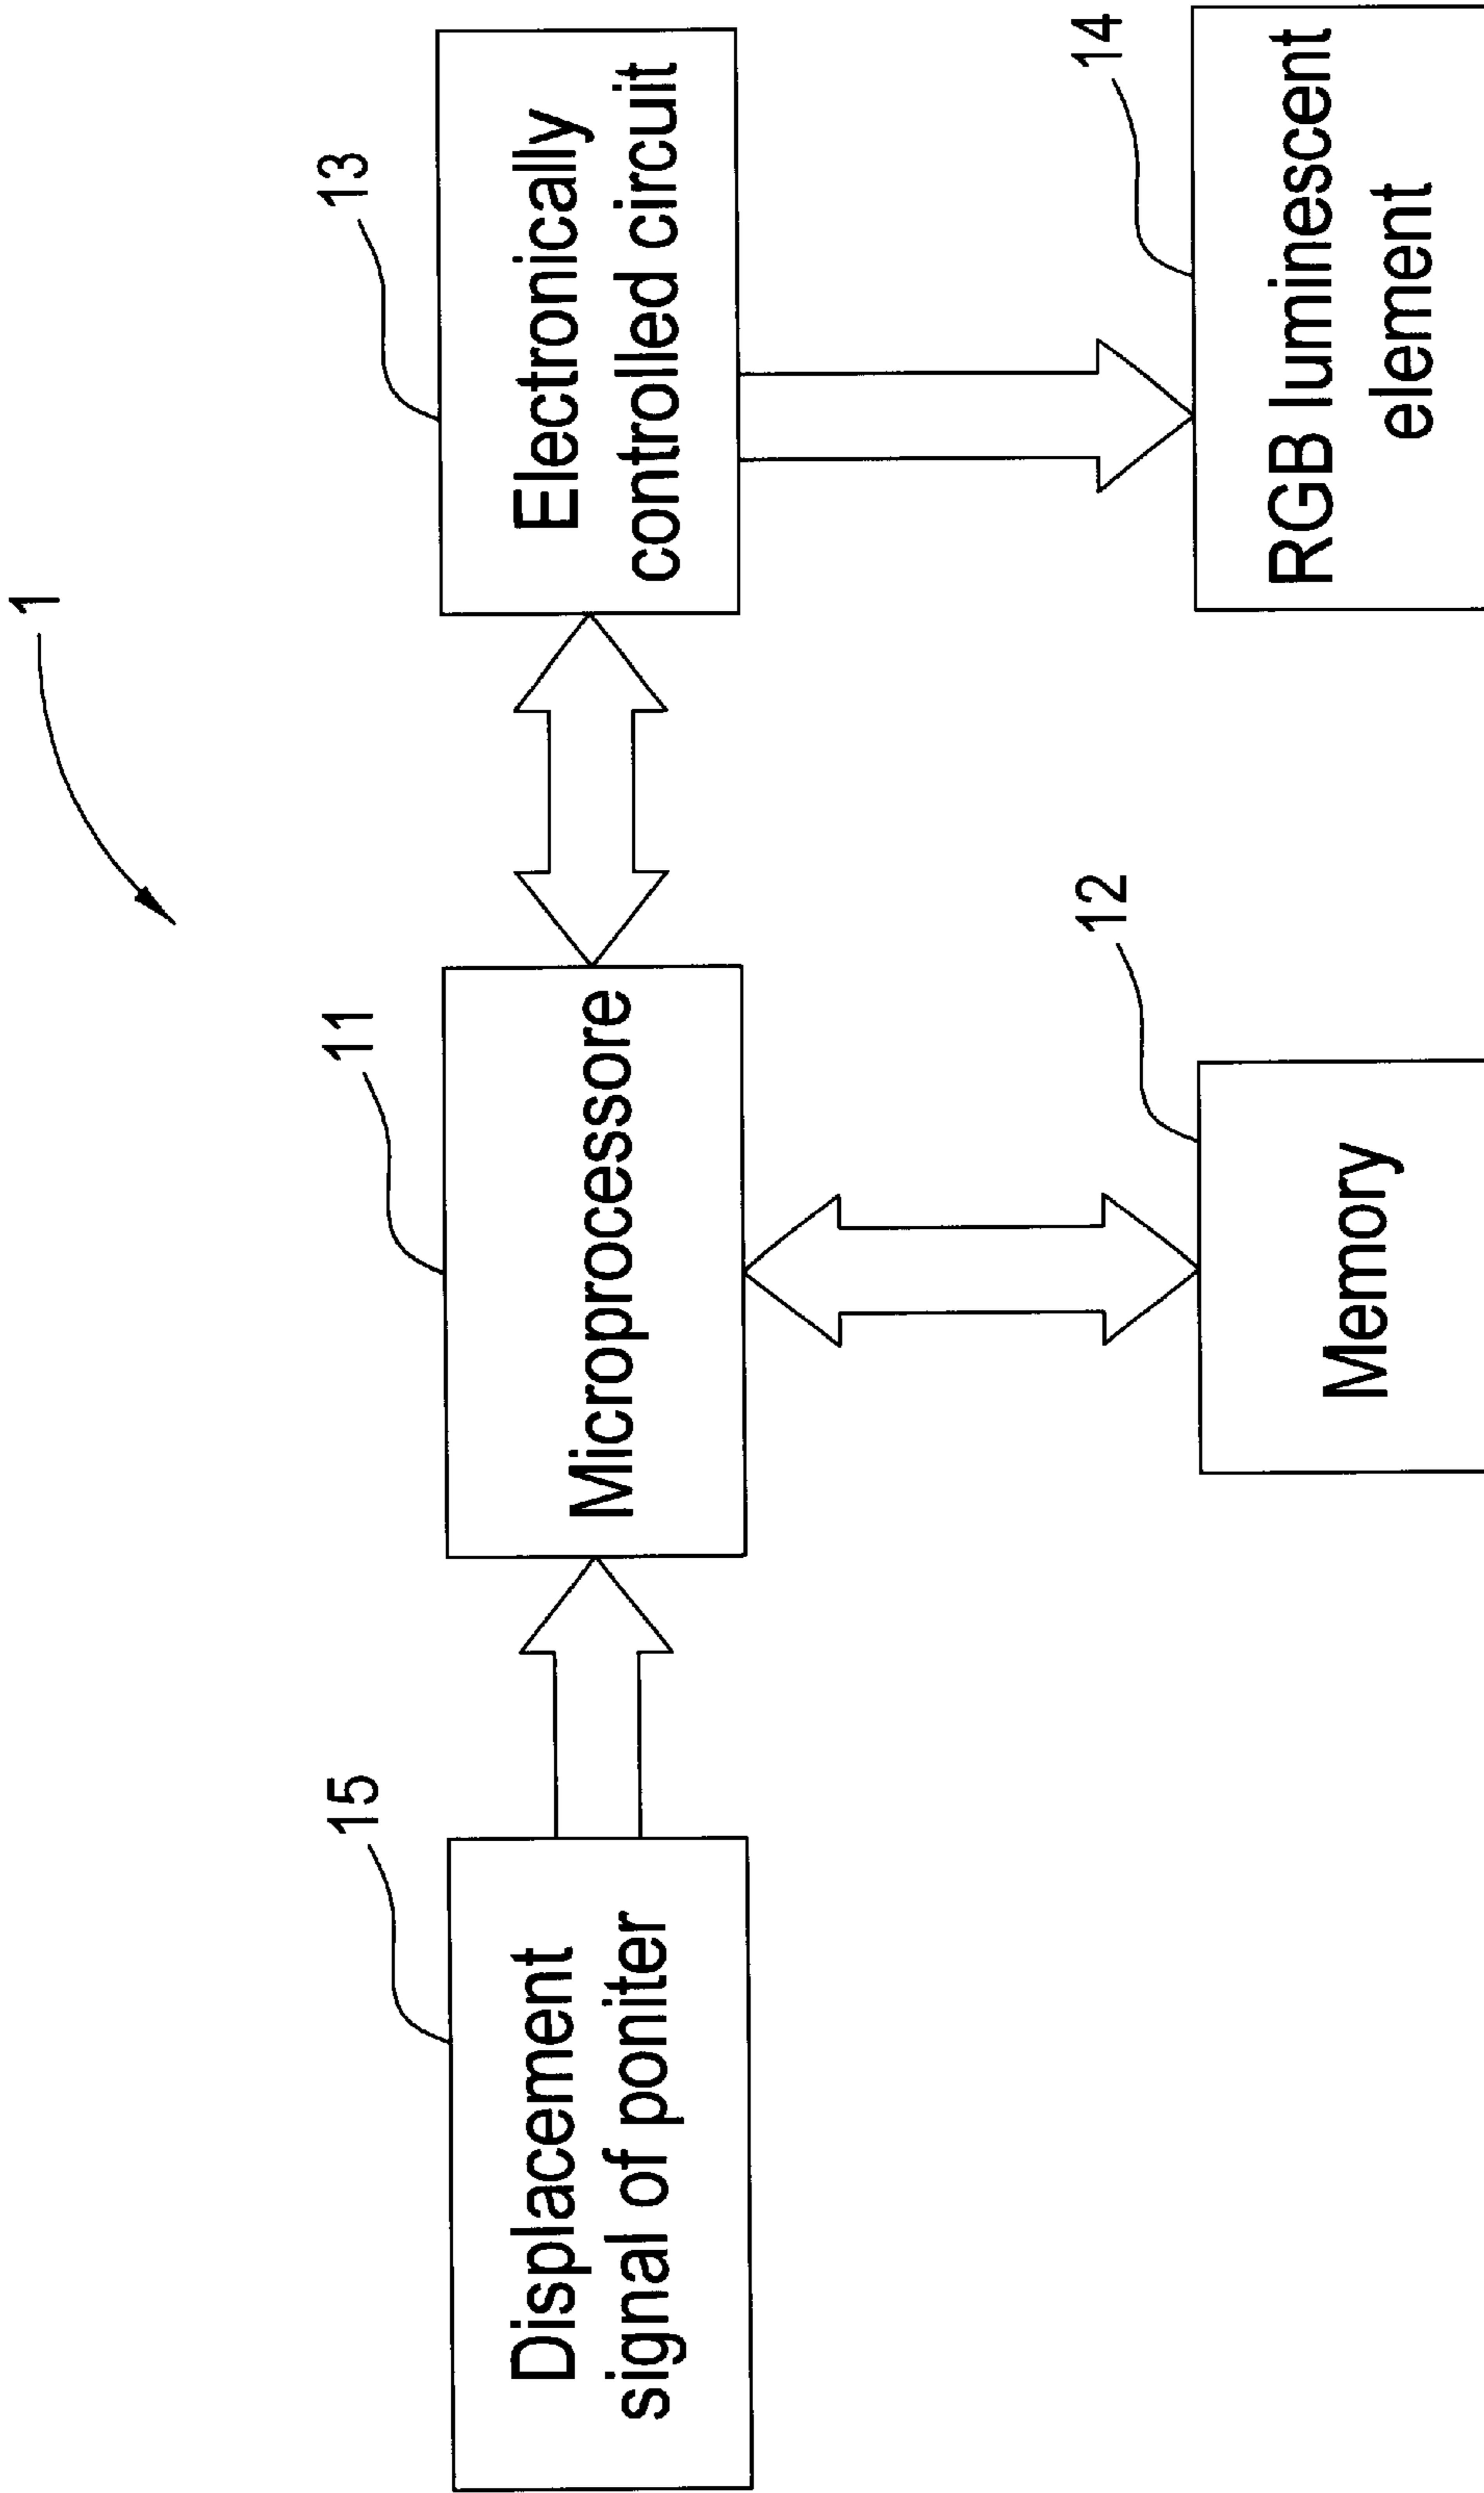 1
15
Displacement
signal of poniter
11
Microprocessore
13
Electronically
controlled circuit
12
Memory
14
RGB luminescent
element